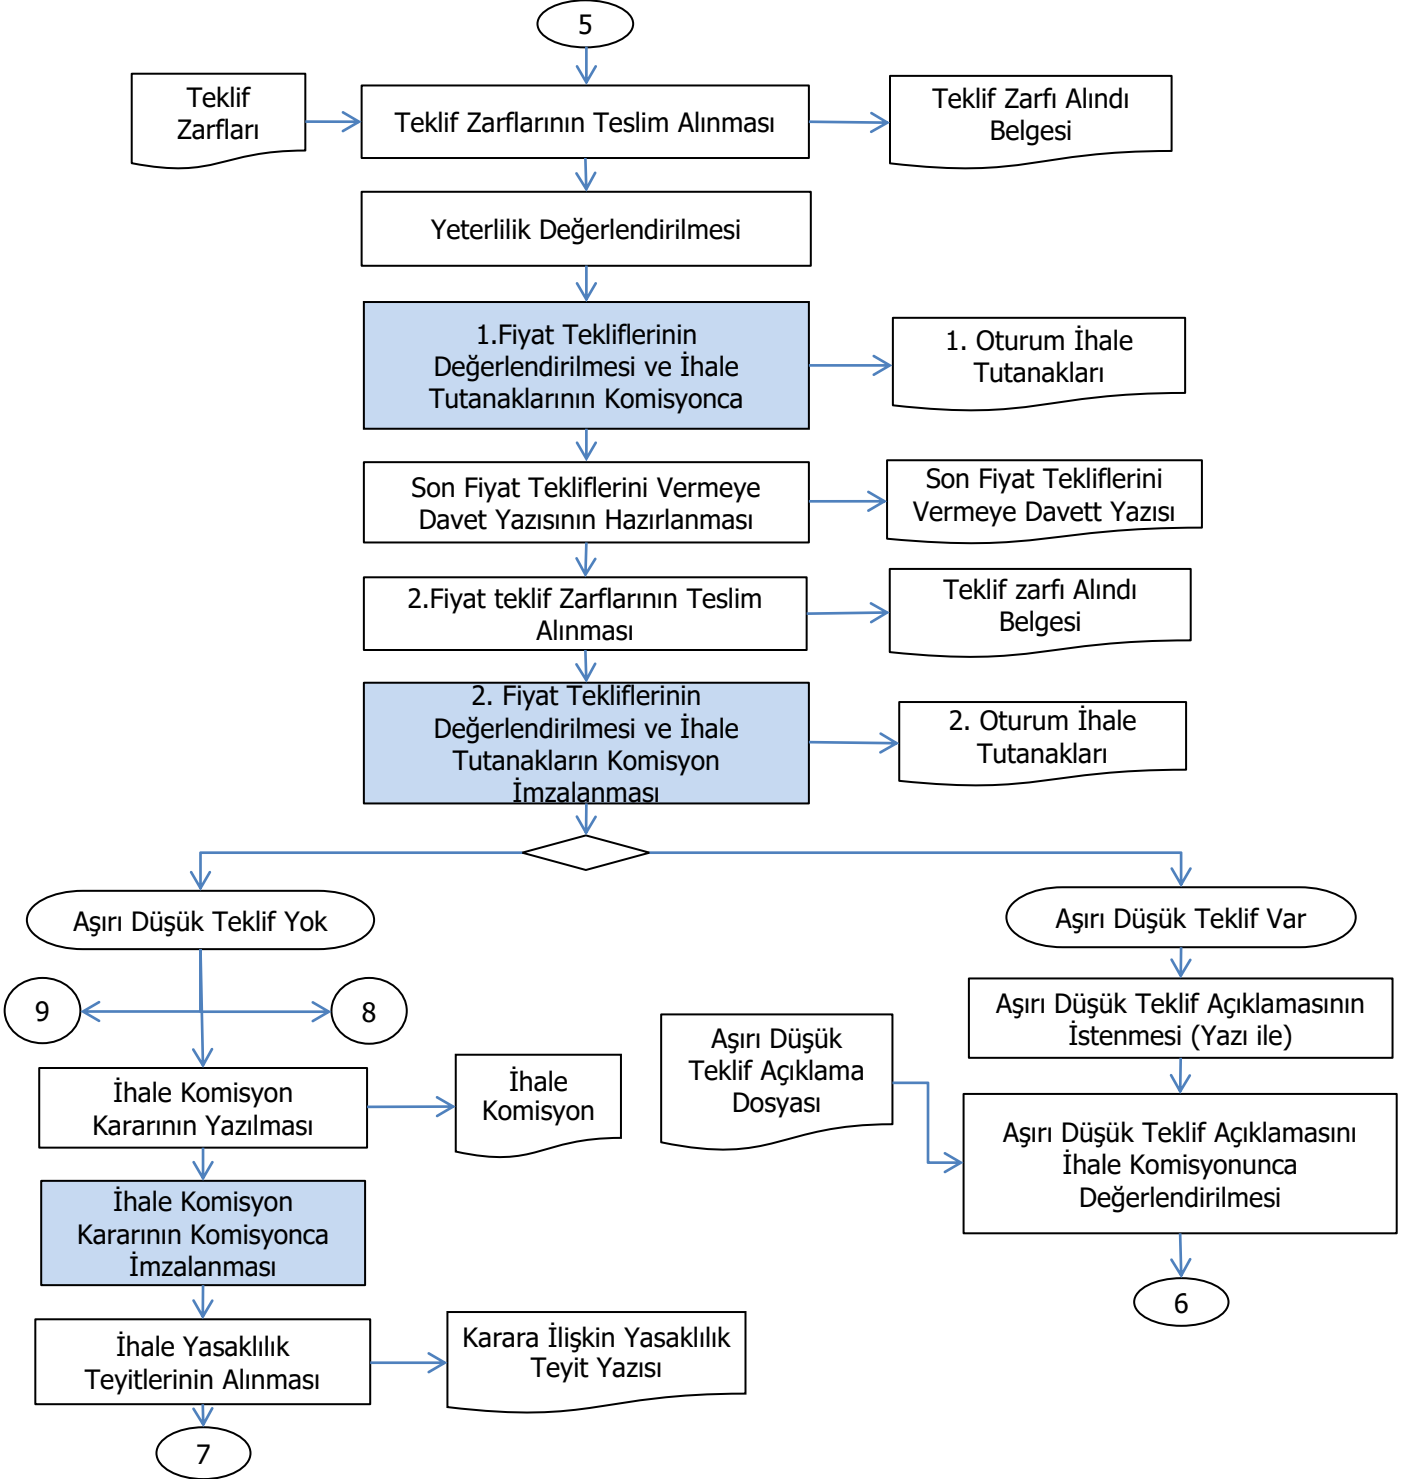 5
Teklif
Zarfları
Teklif Zarflarının Teslim Alınması
Teklif Zarfı Alındı
Belgesi
Yeterlilik Değerlendirilmesi
1.Fiyat Tekliflerinin
Değerlendirilmesi ve İhale
Tutanaklarının Komisyonca
1. Oturum İhale
Tutanakları
Son Fiyat Tekliflerini Vermeye
Davet Yazısının Hazırlanması
Son Fiyat Tekliflerini
Vermeye Davett Yazısı
2.Fiyat teklif Zarflarının Teslim
Alınması
Teklif zarfı Alındı
Belgesi
2. Fiyat Tekliflerinin
Değerlendirilmesi ve İhale
Tutanakların Komisyon
İmzalanması
2. Oturum İhale
Tutanakları
Aşırı Düşük Teklif Yok
Aşırı Düşük Teklif Var
9
8
Aşırı Düşük Teklif Açıklamasının
İstenmesi (Yazı ile)
Aşırı Düşük
Teklif Açıklama
Dosyası
İhale Komisyon
Kararının Yazılması
İhale
Komisyon
Aşırı Düşük Teklif Açıklamasını
İhale Komisyonunca
Değerlendirilmesi
İhale Komisyon
Kararının Komisyonca
İmzalanması
6
İhale Yasaklılık
Teyitlerinin Alınması
Karara İlişkin Yasaklılık
Teyit Yazısı
7